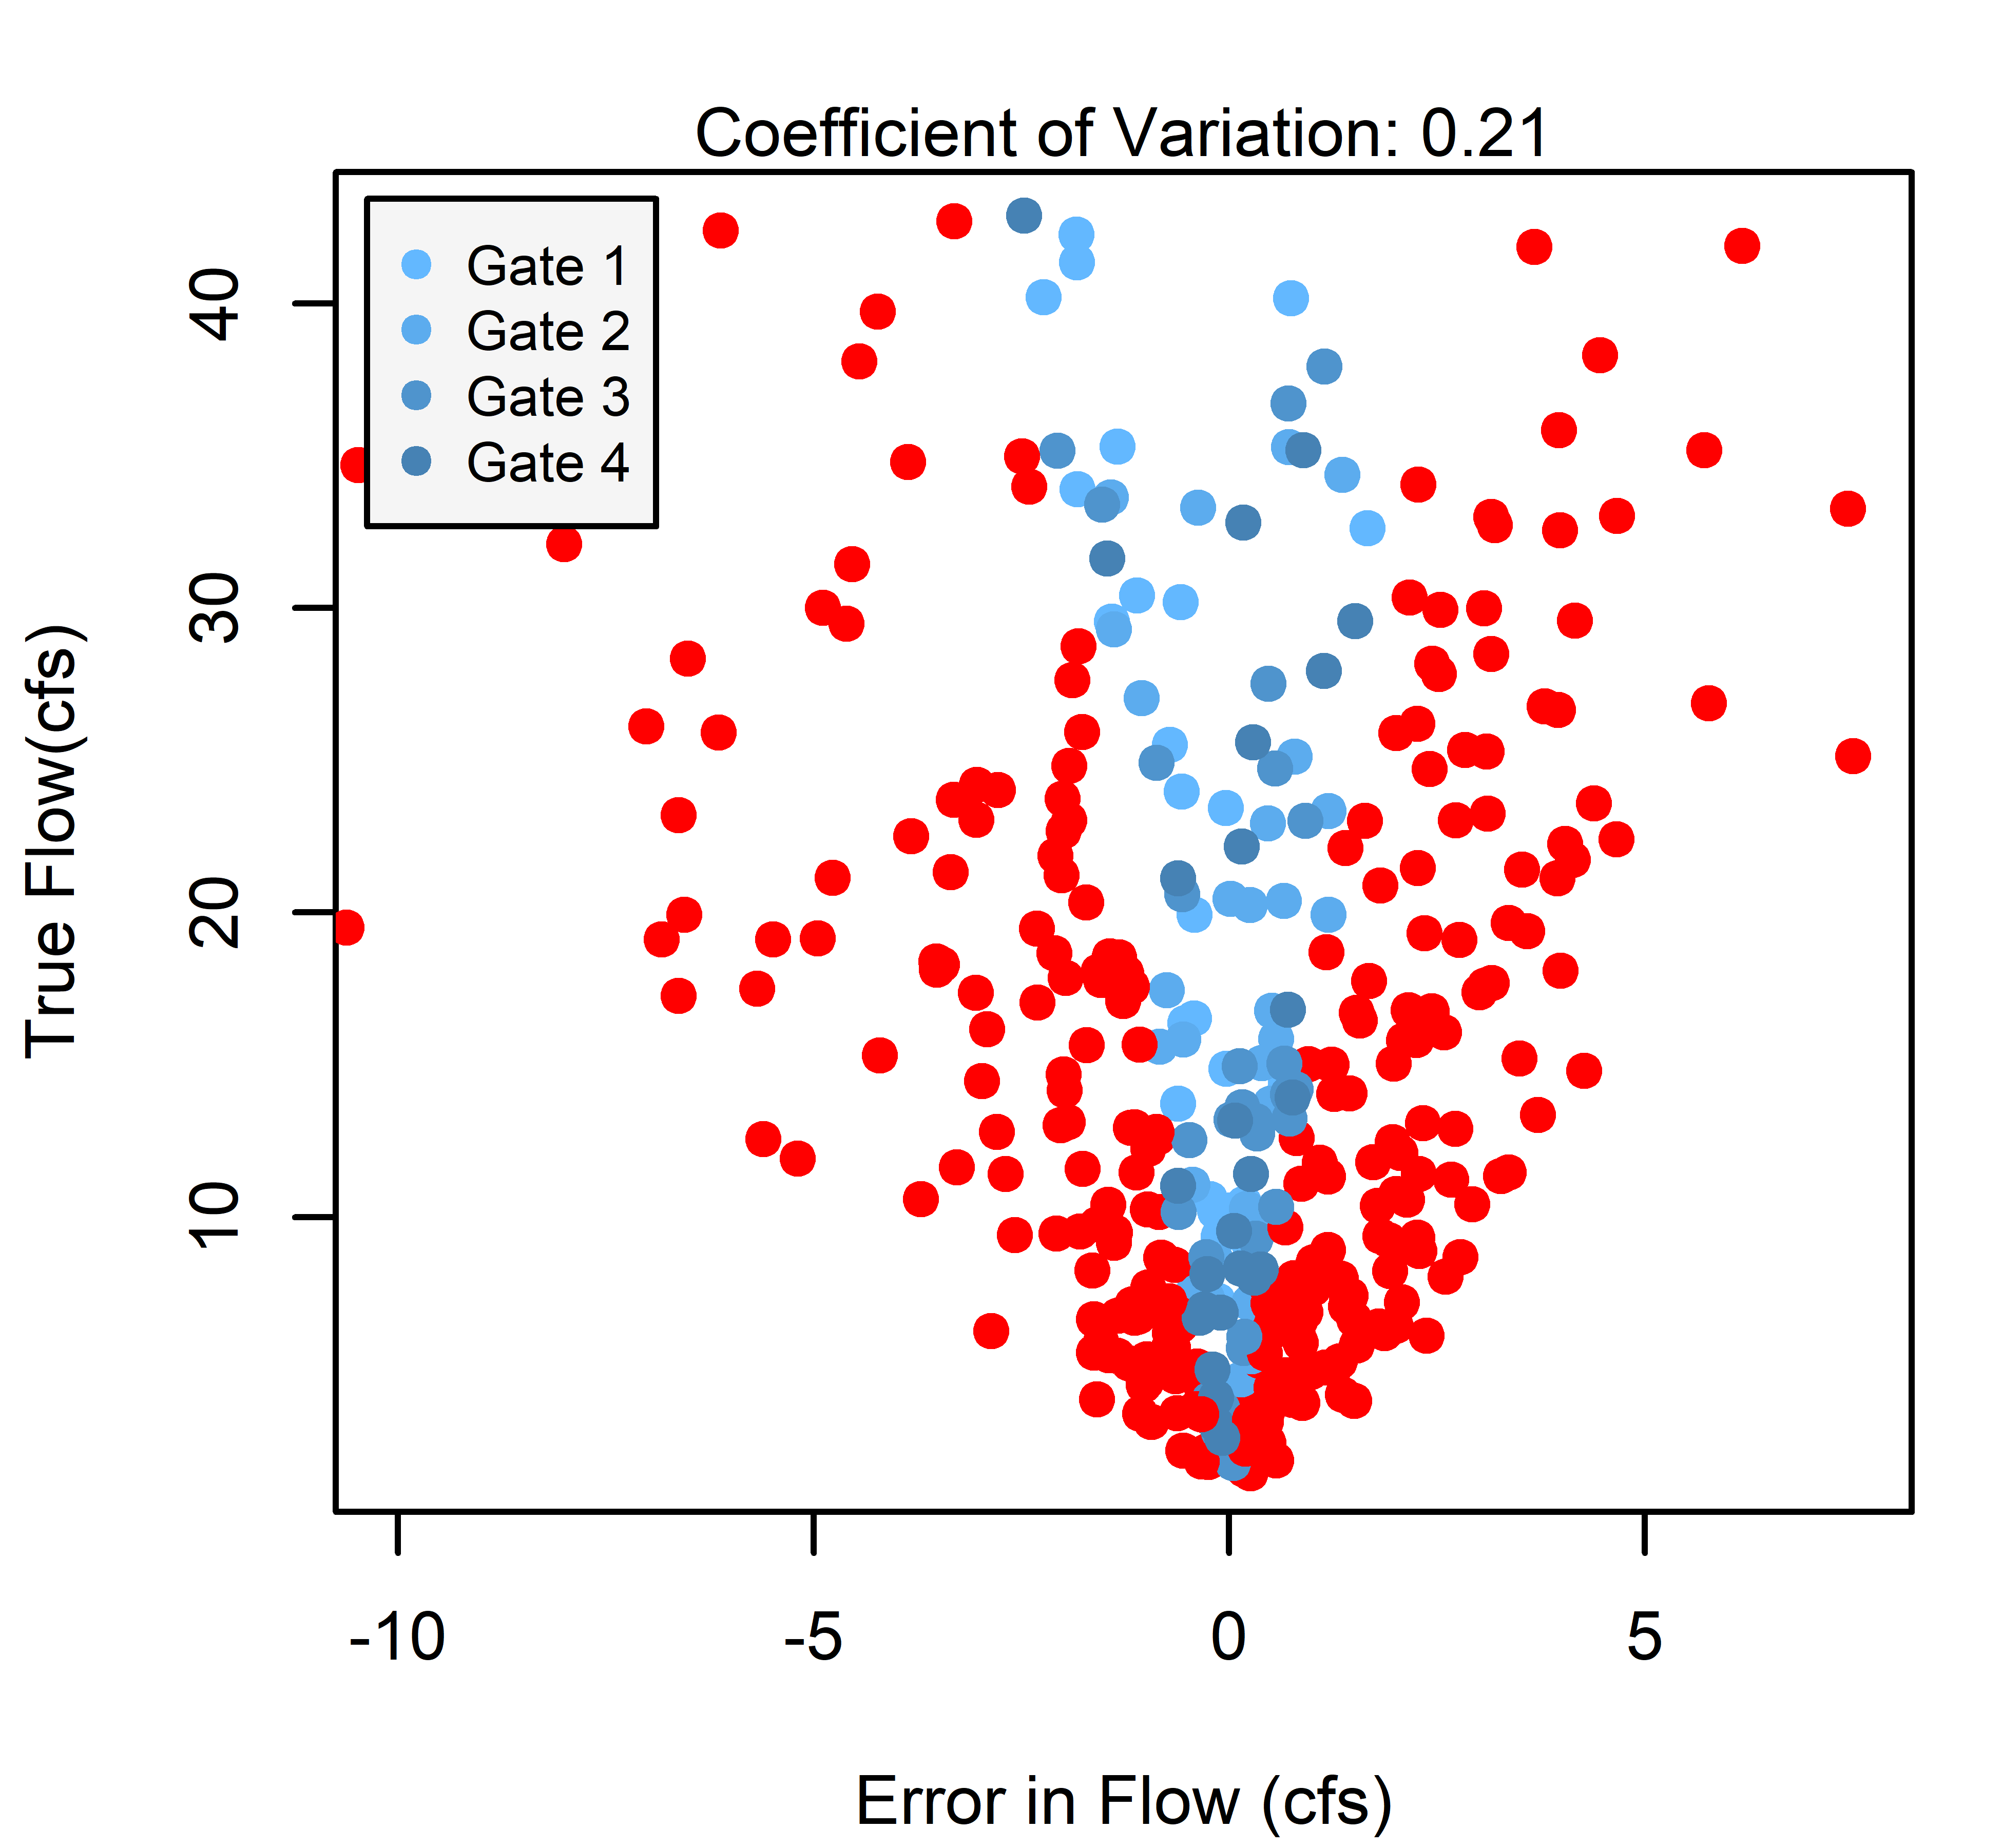 Coefficient of Variation: 0.21
Gate 1
Gate 2
Gate 3
Gate 4
True Flow(cfs)
40
30
20
10
-10 -5 0 5
Error in Flow (cfs)